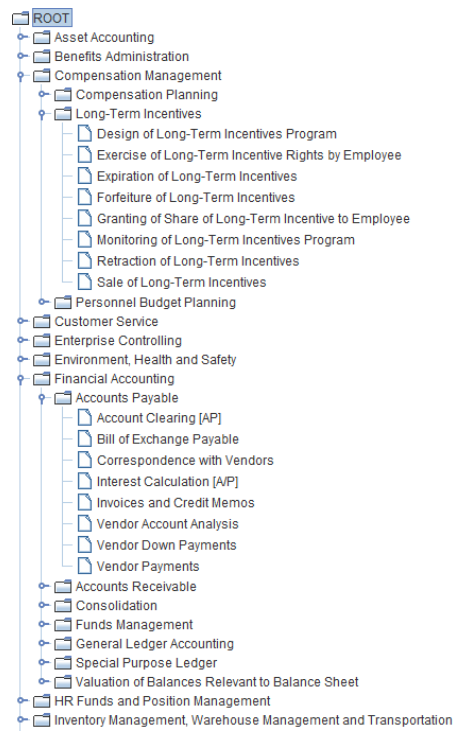 ROOT
Asset Accounting
Benefits Administration
Compensation Management
Compensation Planning
Long-Term Incentives
Design of Long-Term Incentives Program
Exercise of Long-Term Incentive Rights by Employee
Expiration of Long-Term Incentives
Forfeiture of Long-Term Incentives
Granting of Share of Long-Term Incentive to Employee
Monitoring of Long-Term Incentives Program
Retraction of Long-Term Incentives
Sale of Long-Term Incentives
Personnel Budget Planning
Customer Service
Enterprise Controlling
Environment, Health and Safety
Financial Accounting
Accounts Payable
Account Clearing [AP]
Bill of Exchange Payable
Correspondence with Vendors
Interest Calculation [A/P]
Invoices and Credit Memos
Vendor Account Analysis
Vendor Down Payments
Vendor Payments
Accounts Receivable
Consolidation
Funds Management
General Ledger Accounting
Special Purpose Ledger
Valuation of Balances Relevant to Balance Sheet
HR Funds and Position Management
Inventory Management, Warehouse Management and Transportation